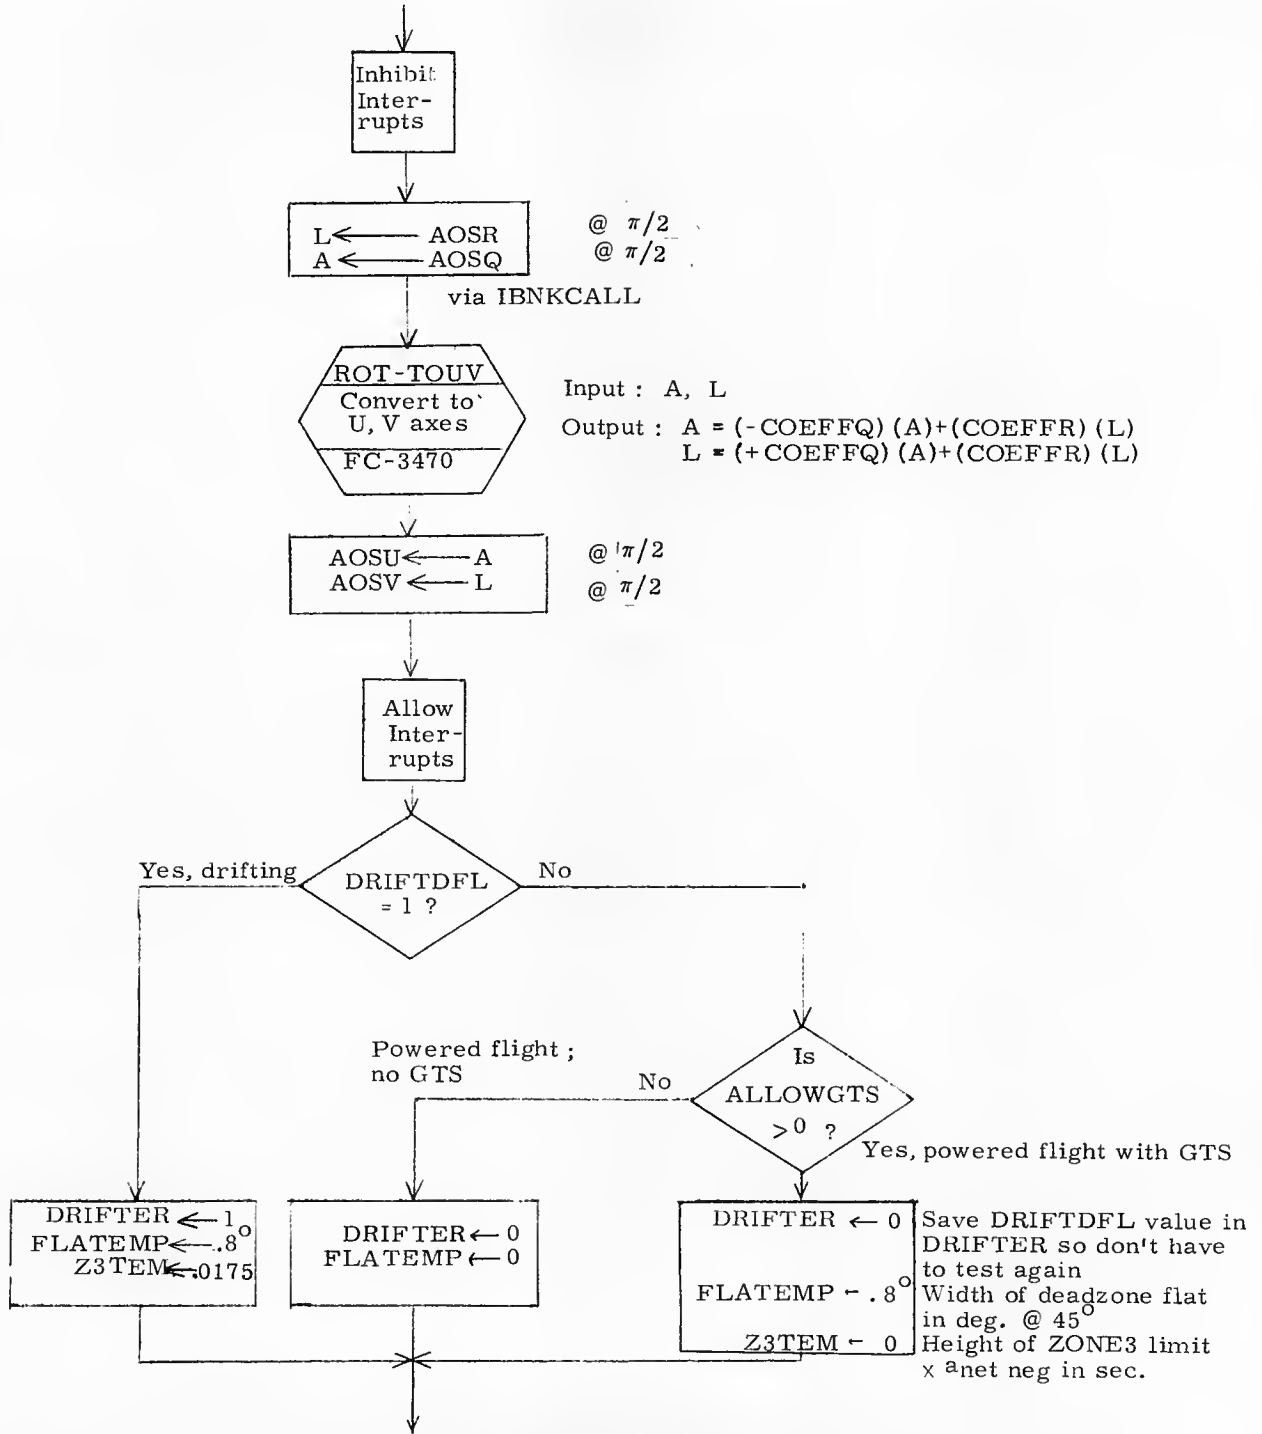 Inhibit
Inter-
rupts
L ← AOSR @ π/2
A ← AOSQ @ π/2
via IBNKCALL
ROT-TOUV
Convert to
U, V axes
FC-3470
Input : A, L
Output : A = (-COEFFQ) (A)+(COEFFR) (L)
L = (+COEFFQ) (A)+(COEFFR) (L)
AOSU ← A @ π/2
AOSV ← L @ π/2
Allow
Inter-
rupts
Yes, drifting
DRIFTDFL
= 1 ?
No
Powered flight ;
no GTS
No
Is
ALLOWGTS
>0 ?
Yes, powered flight with GTS
DRIFTER ← 1
FLATEMP ← .8°
Z3TEM ← .0175
DRIFTER ← 0
FLATEMP ← 0
DRIFTER ← 0
FLATEMP ← .8°
Z3TEM ← 0
Save DRIFTDFL value in
DRIFTER so don't have
to test again
Width of deadzone flat
in deg. @ 45°
Height of ZONE3 limit
x anet neg in sec.